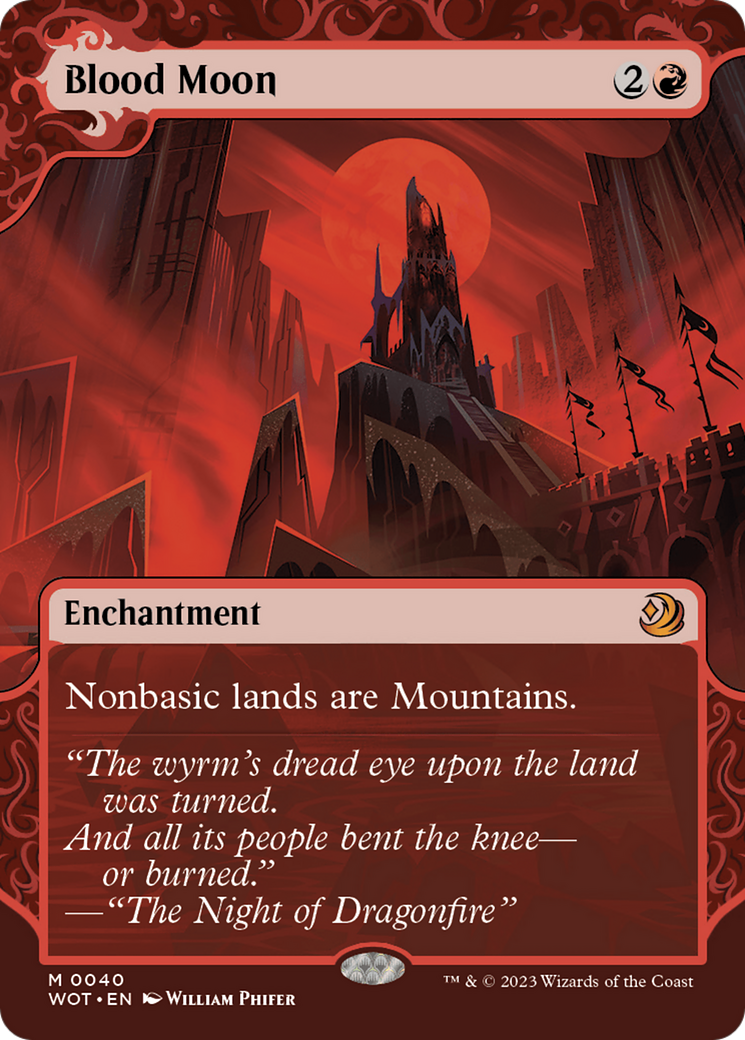 Blood Moon 2
Enchantment
Nonbasic lands are Mountains.
“The wyrm’s dread eye upon the land
was turned.
And all its people bent the knee—
or burned.”
—“The Night of Dragonfire”
M 0040
WOT • EN William Phifer
™ & © 2023 Wizards of the Coast